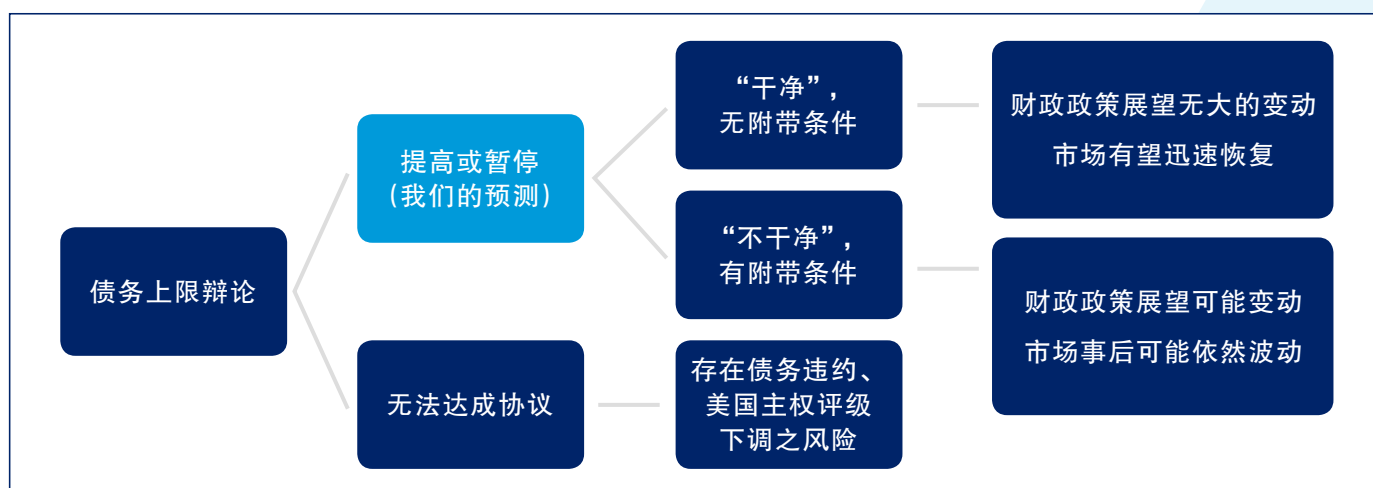 债务上限辩论
提高或暂停
(我们的预测)
无法达成协议
“干净”,
无附带条件
“不干净”,
有附带条件
存在债务违约、
美国主权评级
下调之风险
财政政策展望无大的变动
市场有望迅速恢复
财政政策展望可能变动
市场事后可能依然波动